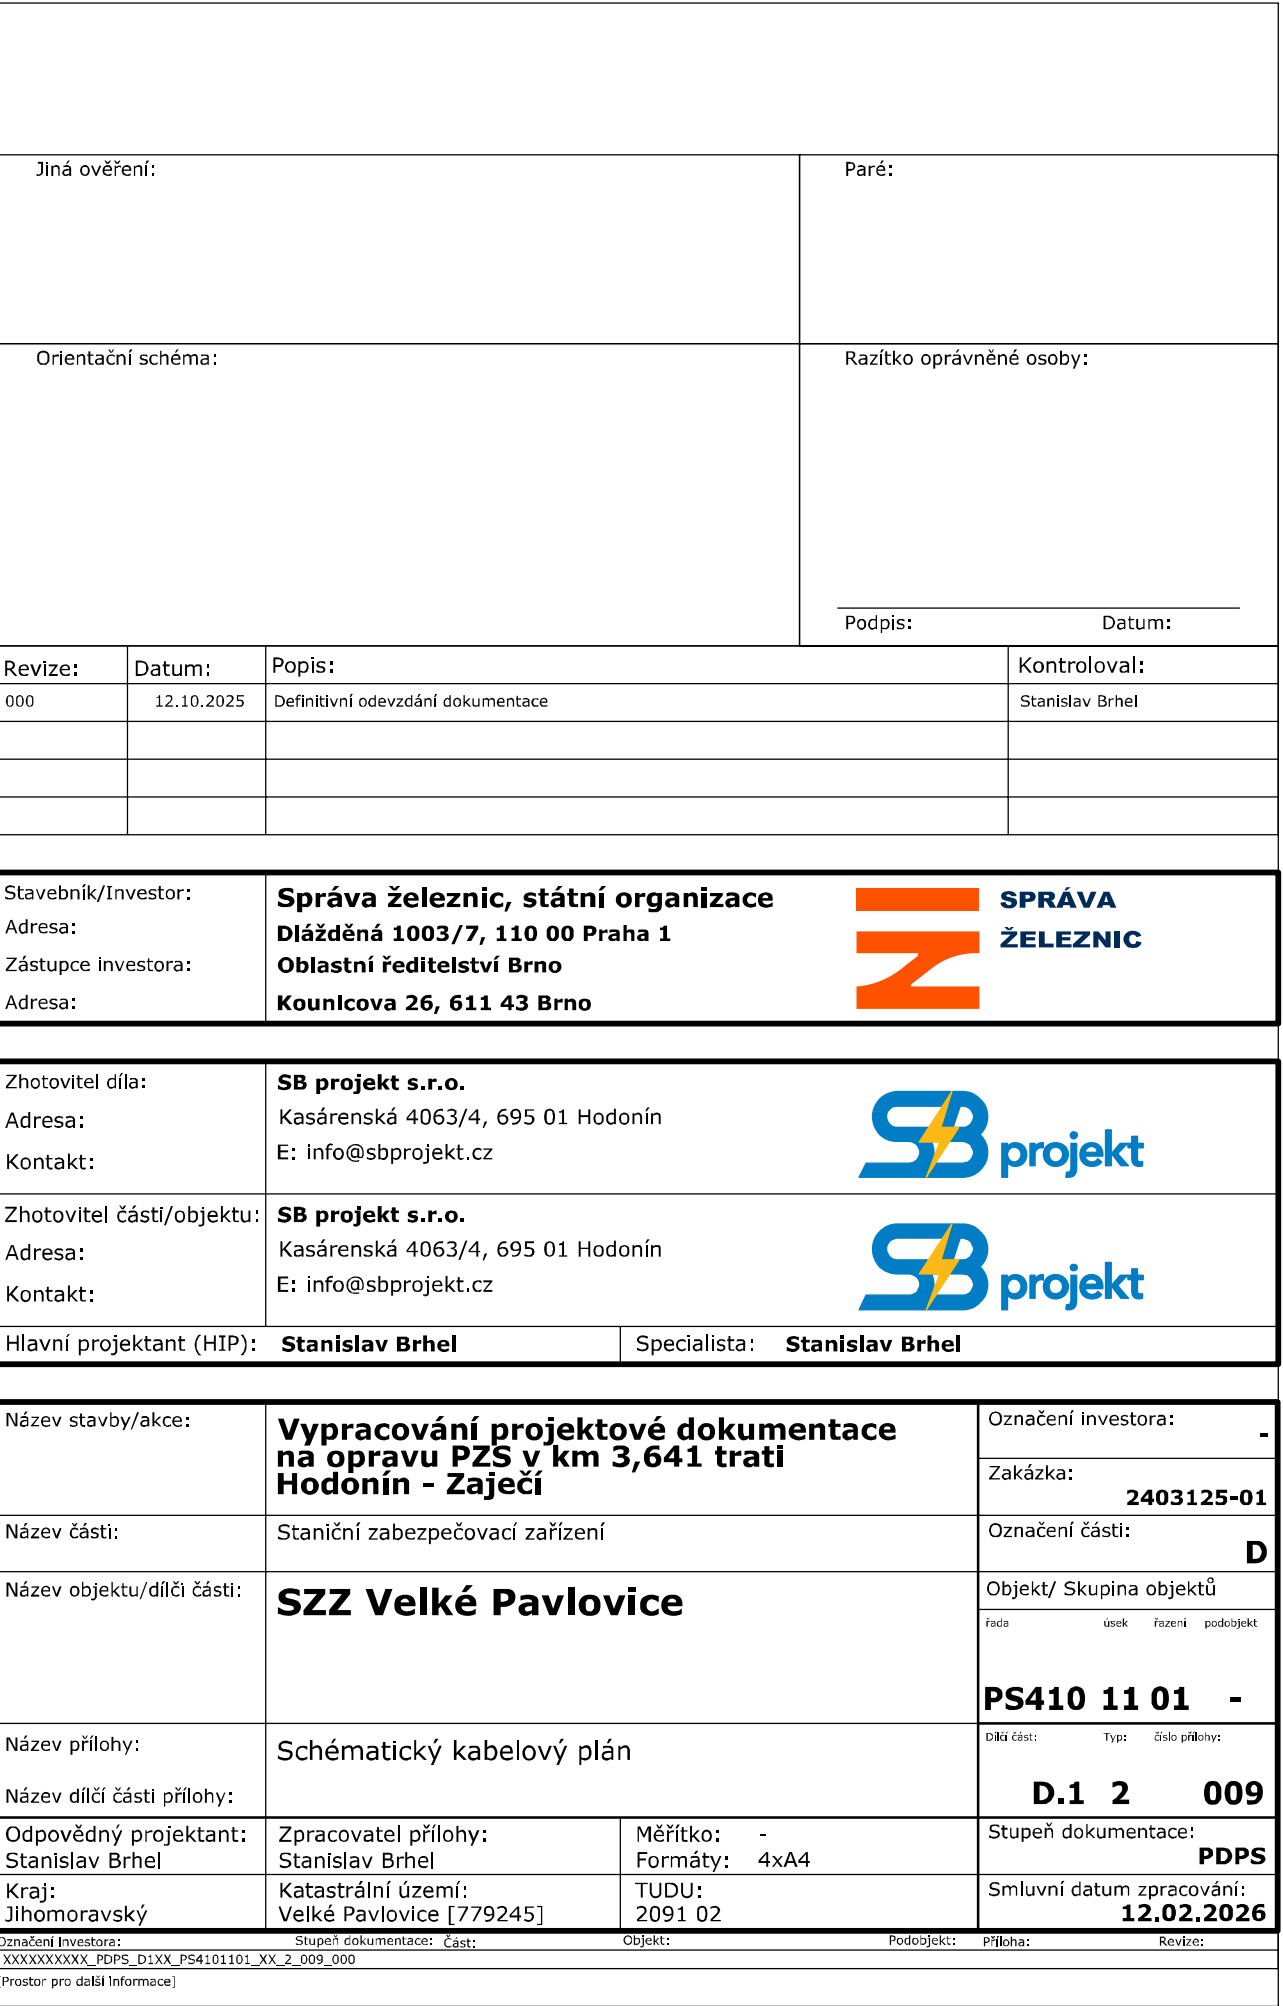 Jiná ověření:
Paré:
Orientační schéma:
Razítko oprávněné osoby:
Podpis: Datum:
Revize: Datum: Popis: Kontroloval:
000 12.10.2025 Definitivní odevzdání dokumentace Stanislav Brhel
Stavebník/Investor: Správa železnic, státní organizace
Adresa: Dlážděná 1003/7, 110 00 Praha 1
Zástupce investora: Oblastní ředitelství Brno
Adresa: Kounicova 26, 611 43 Brno
SPRÁVA
ŽELEZNIC
Zhotovitel díla: SB projekt s.r.o.
Adresa: Kasárenská 4063/4, 695 01 Hodonín
Kontakt: E: info@sbprojekt.cz
SB projekt
Zhotovitel části/objektu: SB projekt s.r.o.
Adresa: Kasárenská 4063/4, 695 01 Hodonín
Kontakt: E: info@sbprojekt.cz
SB projekt
Hlavní projektant (HIP): Stanislav Brhel Specialista: Stanislav Brhel
Název stavby/akce: Vypracování projektové dokumentace
na opravu PZS v km 3,641 trati
Hodonín - Zaječí
Označení investora:
-
Zakázka:
2403125-01
Název části: Staniční zabezpečovací zařízení
Označení části:
D
Název objektu/dílčí části: SZZ Velké Pavlovice
Objekt/ Skupina objektů
řada úsek řazení podobjekt
PS410 11 01 -
Název přílohy: Schématický kabelový plán
Název dílčí části přílohy:
Dílčí část: Typ: číslo přílohy:
D.1 2 009
Odpovědný projektant: Zpracovatel přílohy: Měřítko: - Stupeň dokumentace:
Stanislav Brhel Stanislav Brhel Formáty: 4xA4 PDPS
Kraj: Katastrální území: TUDU: Smluvní datum zpracování:
Jihomoravský Velké Pavlovice [779245] 2091 02 12.02.2026
Označení investora: Stupeň dokumentace: Část: Objekt: Podobjekt: Příloha: Revize:
XXXXXXXXXX_PDPS_D1XX_PS4101101_XX_2_009_000
[Prostor pro další informace]